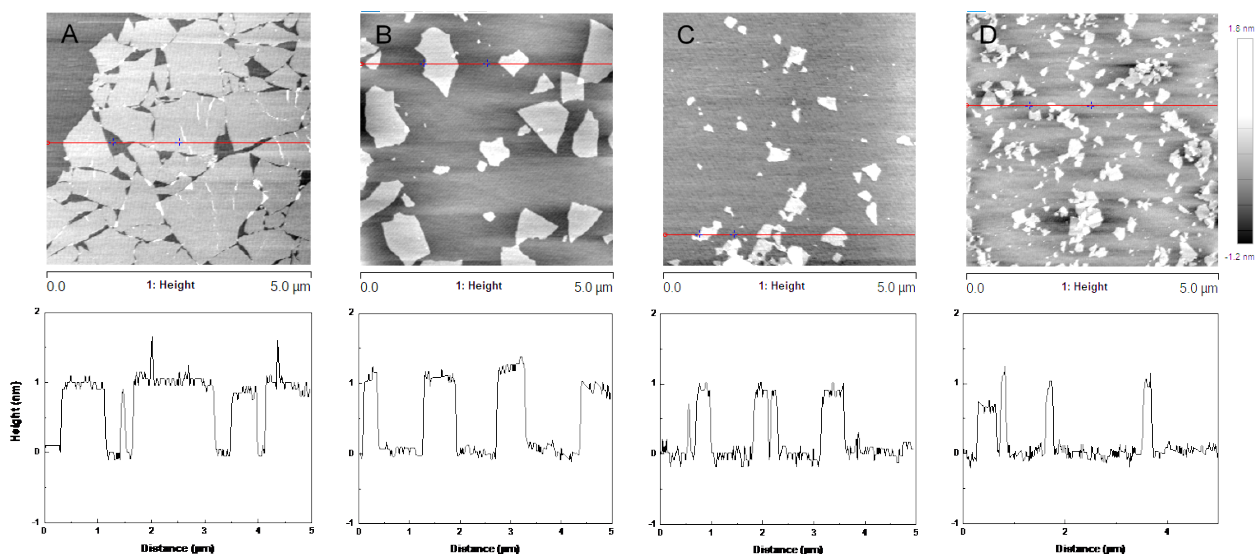 A
B
C
D
1.8 nm
-1.2 nm
0.0
1: Height
5.0 µm
0.0
1: Height
5.0 µm
0.0
1: Height
5.0 µm
0.0
1: Height
5.0 µm
Height (nm)
2
1
0
-1
0 1 2 3 4 5
Distance (µm)
2
1
0
-1
0 1 2 3 4 5
Distance (µm)
2
1
0
-1
0 1 2 3 4 5
Distance (µm)
2
1
0
-1
0 1 2 3 4 5
Distance (µm)